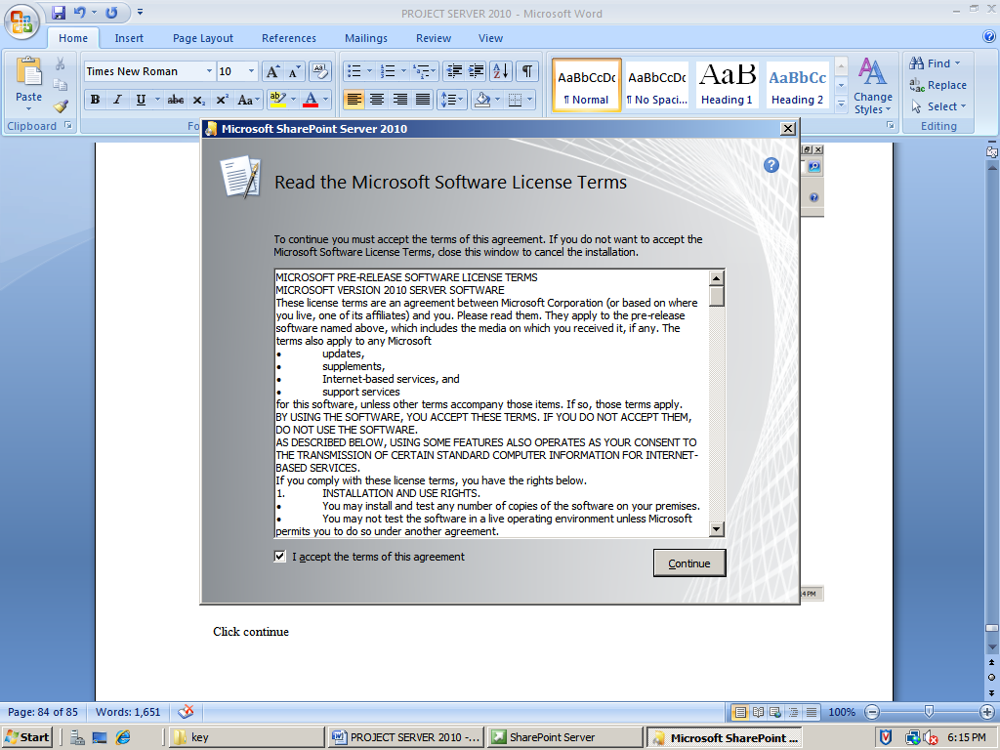 PROJECT SERVER 2010 - Microsoft Word
Home Insert Page Layout References Mailings Review View
Paste
Times New Roman 10
B I U abe X₂ X² Aa ab A
AaBbCcDc AaBbCcDc AaB AaBbCc
¶ Normal ¶ No Spaci... Heading 1 Heading 2
Change Styles
Find
Replace
Select
Clipboard Fo Editing
Microsoft SharePoint Server 2010
Read the Microsoft Software License Terms
To continue you must accept the terms of this agreement. If you do not want to accept the
Microsoft Software License Terms, close this window to cancel the installation.
MICROSOFT PRE-RELEASE SOFTWARE LICENSE TERMS
MICROSOFT VERSION 2010 SERVER SOFTWARE
These license terms are an agreement between Microsoft Corporation (or based on where
you live, one of its affiliates) and you. Please read them. They apply to the pre-release
software named above, which includes the media on which you received it, if any. The
terms also apply to any Microsoft
• updates,
• supplements,
• Internet-based services, and
• support services
for this software, unless other terms accompany those items. If so, those terms apply.
BY USING THE SOFTWARE, YOU ACCEPT THESE TERMS. IF YOU DO NOT ACCEPT THEM,
DO NOT USE THE SOFTWARE.
AS DESCRIBED BELOW, USING SOME FEATURES ALSO OPERATES AS YOUR CONSENT TO
THE TRANSMISSION OF CERTAIN STANDARD COMPUTER INFORMATION FOR INTERNET-
BASED SERVICES.
If you comply with these license terms, you have the rights below.
1. INSTALLATION AND USE RIGHTS.
• You may install and test any number of copies of the software on your premises.
• You may not test the software in a live operating environment unless Microsoft
permits you to do so under another agreement.
I accept the terms of this agreement
Continue
4 PM
Click continue
Page: 84 of 85 Words: 1,651 100%
Start key PROJECT SERVER 2010 -... SharePoint Server Microsoft SharePoint ... 6:15 PM